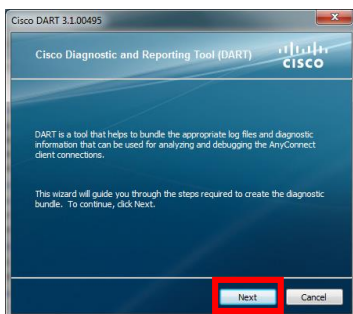 Cisco DART 3.1.00495
X
Cisco Diagnostic and Reporting Tool (DART)
CISCO
DART is a tool that helps to bundle the appropriate log files and diagnostic
information that can be used for analyzing and debugging the AnyConnect
client connections.
This wizard will guide you through the steps required to create the diagnostic
bundle. To continue, click Next.
Next
Cancel